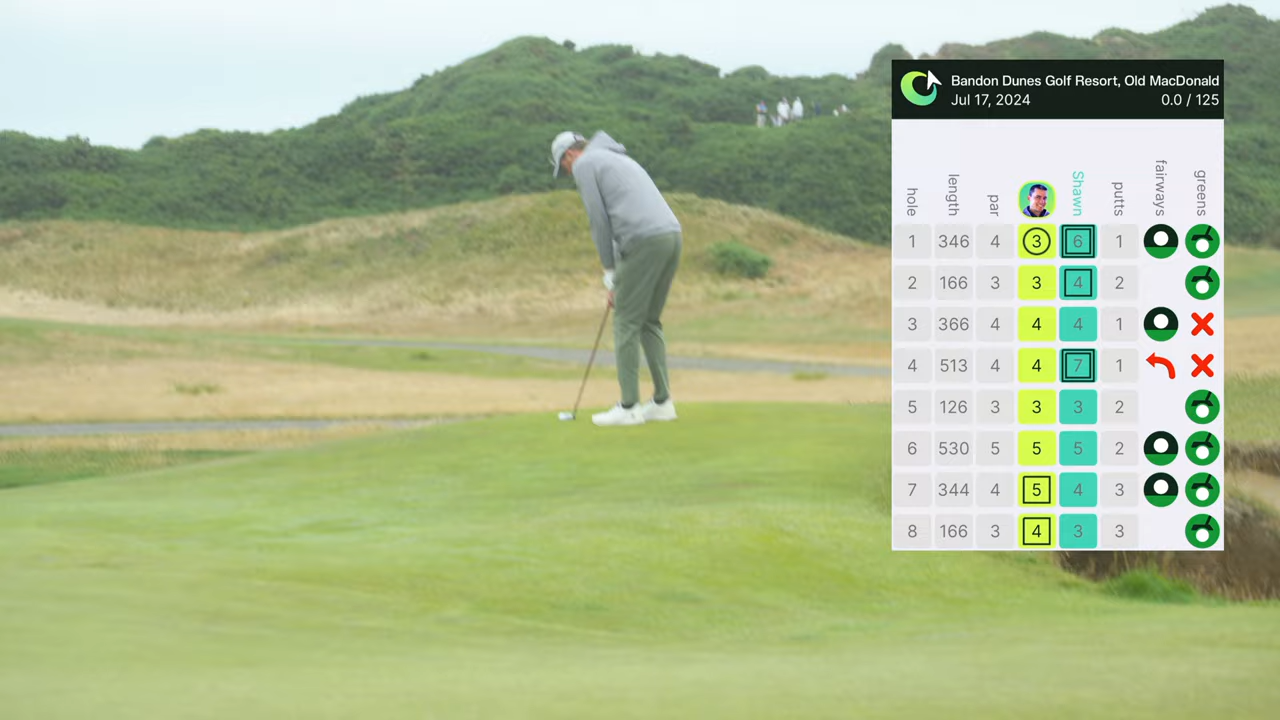 Bandon Dunes Golf Resort, Old MacDonald
Jul 17, 2024 0.0 / 125
hole length par Shawn putts fairways greens
1 346 4 3 6 1
2 166 3 3 4 2
3 366 4 4 4 1
4 513 4 4 7 1
5 126 3 3 3 2
6 530 5 5 5 2
7 344 4 5 4 3
8 166 3 4 3 3